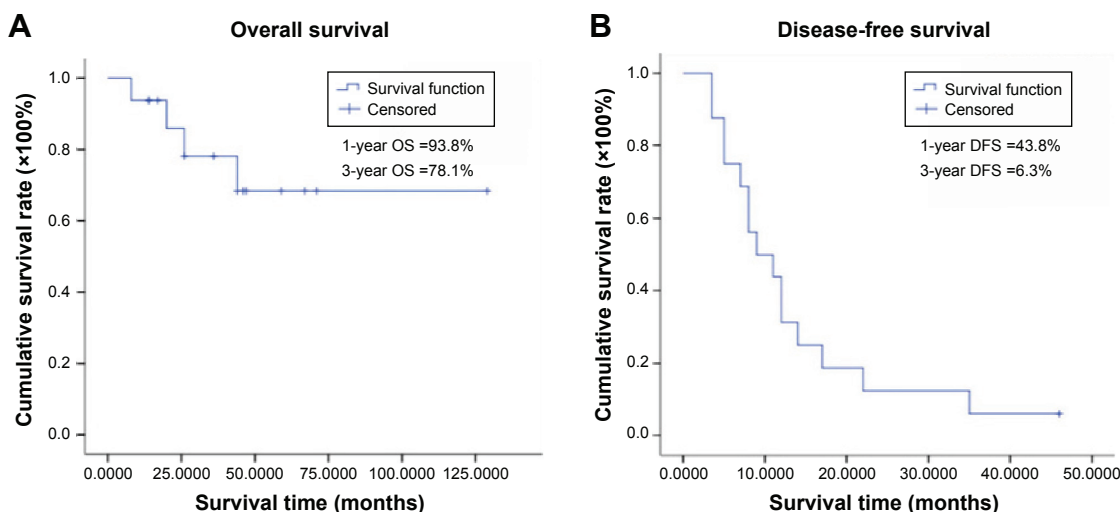 A
Overall survival
Cumulative survival rate (×100%)
1.0
0.8
0.6
0.4
0.2
0.0
Survival function
Censored
1-year OS =93.8%
3-year OS =78.1%
0.0000 25.0000 50.0000 75.0000 100.0000 125.0000
Survival time (months)
B
Disease-free survival
Cumulative survival rate (×100%)
1.0
0.8
0.6
0.4
0.2
0.0
Survival function
Censored
1-year DFS =43.8%
3-year DFS =6.3%
0.0000 10.0000 20.0000 30.0000 40.0000 50.0000
Survival time (months)